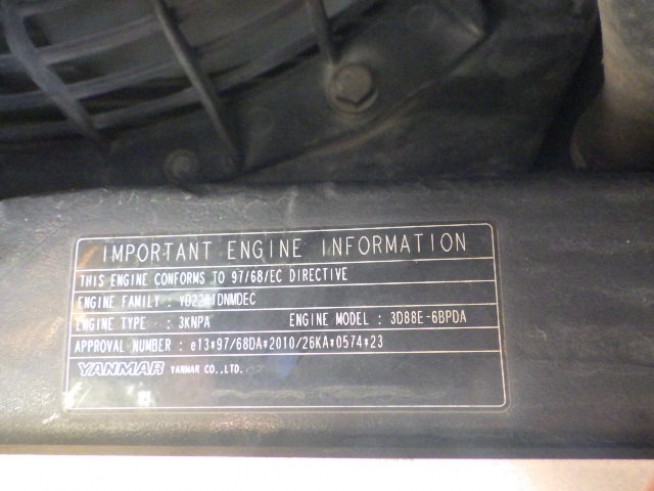 IMPORTANT ENGINE INFORMATION
THIS ENGINE CONFORMS TO 97/68/EC DIRECTIVE
ENGINE FAMILY :
ENGINE TYPE : 3KNPA ENGINE MODEL : 3D88E-6BPDA
APPROVAL NUMBER : e13*97/68DA*2010/26KA*0574*23
YANMAR YANMAR CO.,LTD.